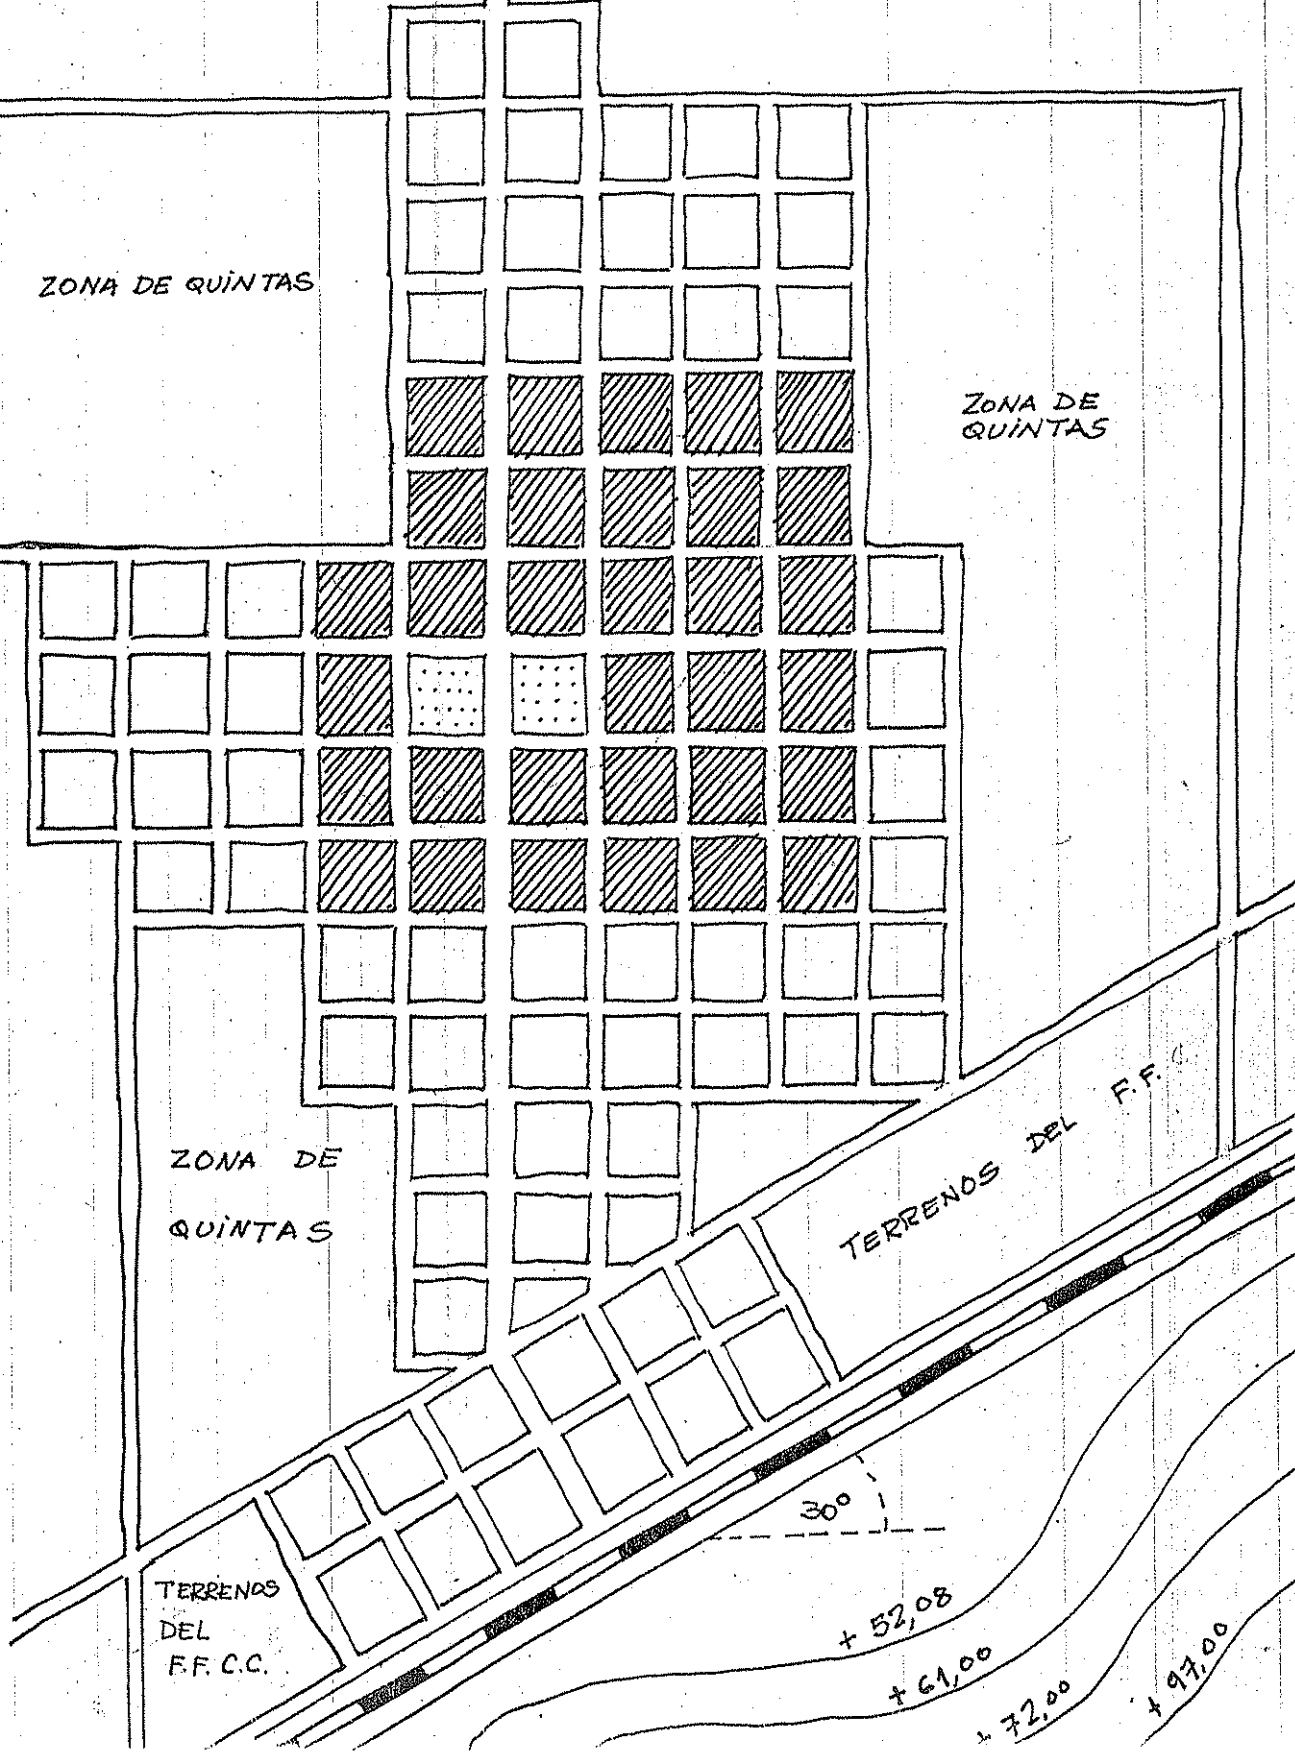 ZONA DE QUINTAS
ZONA DE
QUINTAS
ZONA DE
QUINTAS
TERRENOS DEL F.F.
30º
TERRENOS
DEL
F.F. C.C.
+ 52,08
+ 61,00
+ 72,00
+ 97,00